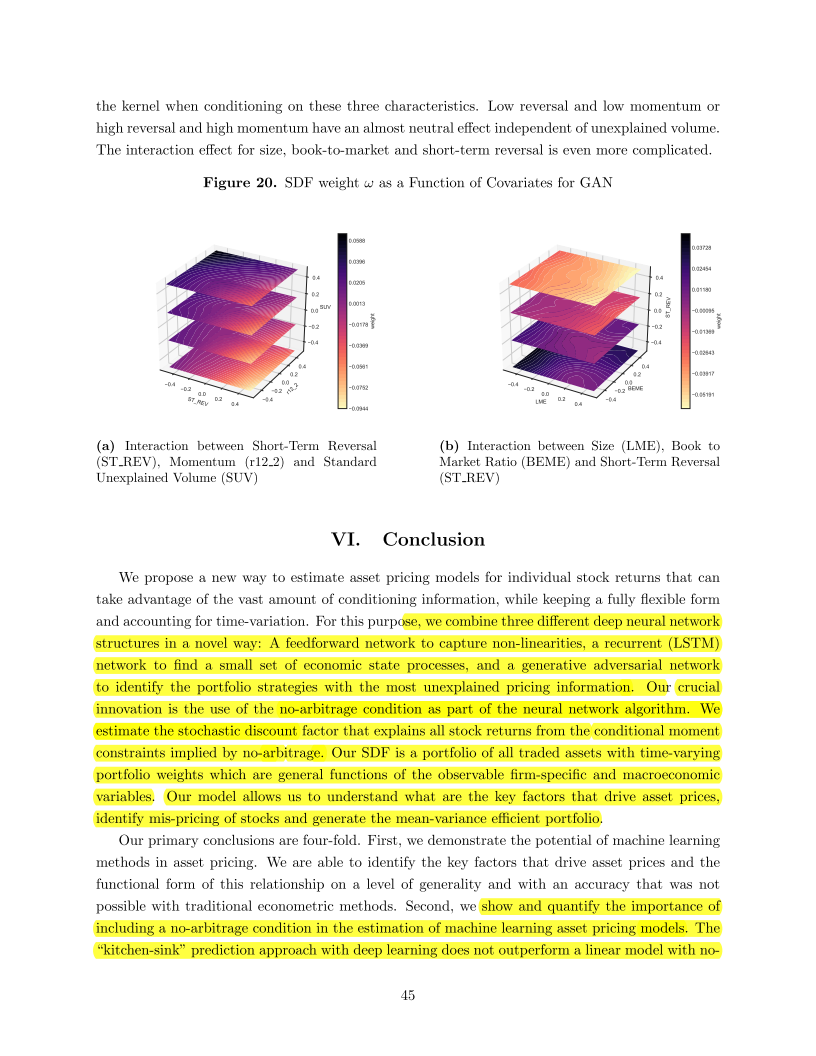 the kernel when conditioning on these three characteristics. Low reversal and low momentum or
high reversal and high momentum have an almost neutral effect independent of unexplained volume.
The interaction effect for size, book-to-market and short-term reversal is even more complicated.
Figure 20. SDF weight ω as a Function of Covariates for GAN
0.0588
0.0396
0.0205
0.0013
−0.0178
−0.0369
−0.0561
−0.0752
−0.0944
weight
0.4
0.2
0.0
−0.2
−0.4
SUV
0.4
0.2
0.0
−0.2
−0.4
r12_2
−0.4
−0.2
0.0
0.2
0.4
ST_REV
0.03728
0.02454
0.01180
−0.00095
−0.01369
−0.02643
−0.03917
−0.05191
weight
0.4
0.2
0.0
−0.2
−0.4
ST_REV
0.4
0.2
0.0
−0.2
−0.4
BEME
−0.4
−0.2
0.0
0.2
0.4
LME
(a) Interaction between Short-Term Reversal
(ST_REV), Momentum (r12_2) and Standard
Unexplained Volume (SUV)
(b) Interaction between Size (LME), Book to
Market Ratio (BEME) and Short-Term Reversal
(ST_REV)
VI. Conclusion
We propose a new way to estimate asset pricing models for individual stock returns that can
take advantage of the vast amount of conditioning information, while keeping a fully flexible form
and accounting for time-variation. For this purpose, we combine three different deep neural network
structures in a novel way: A feedforward network to capture non-linearities, a recurrent (LSTM)
network to find a small set of economic state processes, and a generative adversarial network
to identify the portfolio strategies with the most unexplained pricing information. Our crucial
innovation is the use of the no-arbitrage condition as part of the neural network algorithm. We
estimate the stochastic discount factor that explains all stock returns from the conditional moment
constraints implied by no-arbitrage. Our SDF is a portfolio of all traded assets with time-varying
portfolio weights which are general functions of the observable firm-specific and macroeconomic
variables. Our model allows us to understand what are the key factors that drive asset prices,
identify mis-pricing of stocks and generate the mean-variance efficient portfolio.
Our primary conclusions are four-fold. First, we demonstrate the potential of machine learning
methods in asset pricing. We are able to identify the key factors that drive asset prices and the
functional form of this relationship on a level of generality and with an accuracy that was not
possible with traditional econometric methods. Second, we show and quantify the importance of
including a no-arbitrage condition in the estimation of machine learning asset pricing models. The
“kitchen-sink” prediction approach with deep learning does not outperform a linear model with no-
45